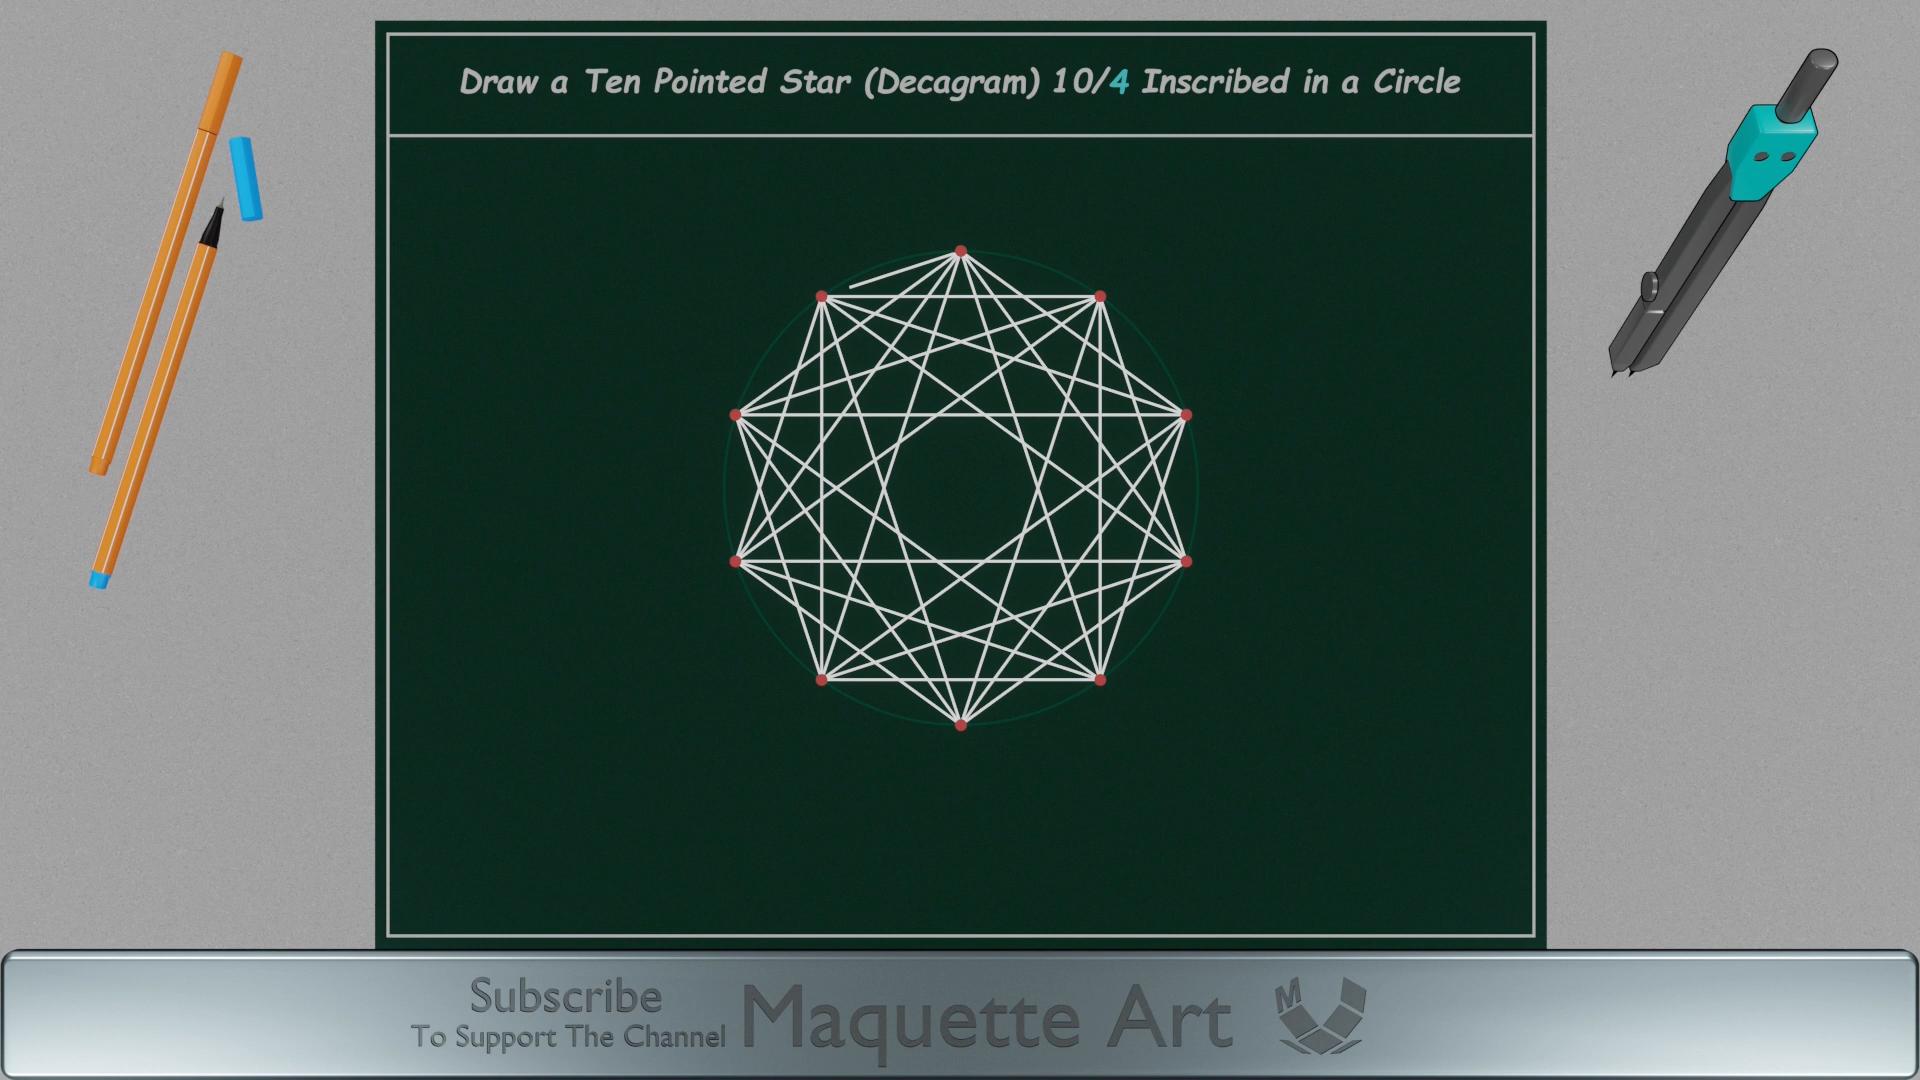 Draw a Ten Pointed Star (Decagram) 10/4 Inscribed in a Circle
Subscribe
To Support The Channel
Maquette Art
M